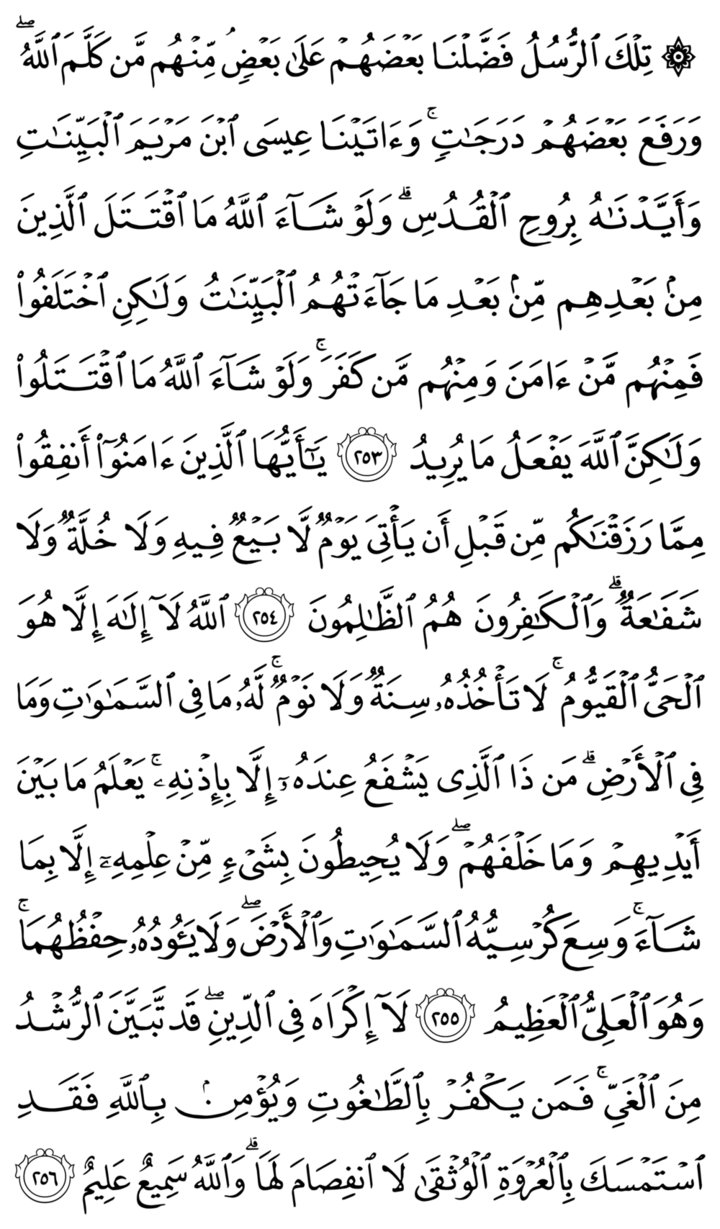 ۞ تِلْكَ ٱلرُّسُلُ فَضَّلْنَا بَعْضَهُمْ عَلَىٰ بَعْضٍۢ مِّنْهُم مَّن كَلَّمَ ٱللَّهُ ۖ
وَرَفَعَ بَعْضَهُمْ دَرَجَـٰتٍۢ ۚ وَءَاتَيْنَا عِيسَى ٱبْنَ مَرْيَمَ ٱلْبَيِّنَـٰتِ
وَأَيَّدْنَـٰهُ بِرُوحِ ٱلْقُدُسِ ۗ وَلَوْ شَآءَ ٱللَّهُ مَا ٱقْتَتَلَ ٱلَّذِينَ
مِنۢ بَعْدِهِم مِّنۢ بَعْدِ مَا جَآءَتْهُمُ ٱلْبَيِّنَـٰتُ وَلَـٰكِنِ ٱخْتَلَفُوا۟
فَمِنْهُم مَّنْ ءَامَنَ وَمِنْهُم مَّن كَفَرَ ۚ وَلَوْ شَآءَ ٱللَّهُ مَا ٱقْتَتَلُوا۟
وَلَـٰكِنَّ ٱللَّهَ يَفْعَلُ مَا يُرِيدُ ٢٥٣ يَـٰٓأَيُّهَا ٱلَّذِينَ ءَامَنُوٓا۟ أَنفِقُوا۟
مِمَّا رَزَقْنَـٰكُم مِّن قَبْلِ أَن يَأْتِىَ يَوْمٌۭ لَّا بَيْعٌۭ فِيهِ وَلَا خُلَّةٌۭ وَلَا
شَفَـٰعَةٌۭ ۗ وَٱلْكَـٰفِرُونَ هُمُ ٱلظَّـٰلِمُونَ ٢٥٤ ٱللَّهُ لَآ إِلَـٰهَ إِلَّا هُوَ
ٱلْحَىُّ ٱلْقَيُّومُ ۚ لَا تَأْخُذُهُۥ سِنَةٌۭ وَلَا نَوْمٌۭ ۚ لَّهُۥ مَا فِى ٱلسَّمَـٰوَٰتِ وَمَا
فِى ٱلْأَرْضِ ۗ مَن ذَا ٱلَّذِى يَشْفَعُ عِندَهُۥٓ إِلَّا بِإِذْنِهِۦ ۚ يَعْلَمُ مَا بَيْنَ
أَيْدِيهِمْ وَمَا خَلْفَهُمْ ۖ وَلَا يُحِيطُونَ بِشَىْءٍۢ مِّنْ عِلْمِهِۦٓ إِلَّا بِمَا
شَآءَ ۚ وَسِعَ كُرْسِيُّهُ ٱلسَّمَـٰوَٰتِ وَٱلْأَرْضَ ۖ وَلَا يَـُٔودُهُۥ حِفْظُهُمَا ۚ
وَهُوَ ٱلْعَلِىُّ ٱلْعَظِيمُ ٢٥٥ لَآ إِكْرَاهَ فِى ٱلدِّينِ ۖ قَد تَّبَيَّنَ ٱلرُّشْدُ
مِنَ ٱلْغَىِّ ۚ فَمَن يَكْفُرْ بِٱلطَّـٰغُوتِ وَيُؤْمِنۢ بِٱللَّهِ فَقَدِ
ٱسْتَمْسَكَ بِٱلْعُرْوَةِ ٱلْوُثْقَىٰ لَا ٱنفِصَامَ لَهَا ۗ وَٱللَّهُ سَمِيعٌ عَلِيمٌ ٢٥٦